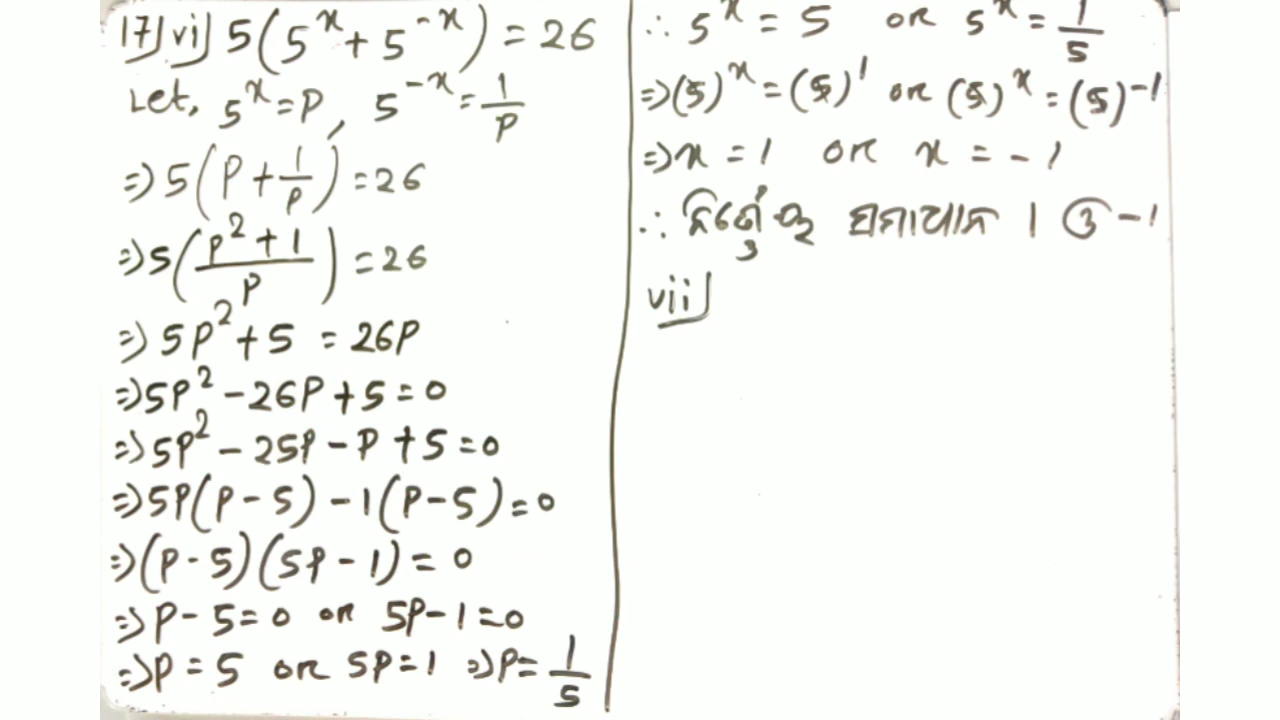 17) vi) 5(5^x + 5^-x) = 26
Let, 5^x = P, 5^-x = 1/P
⇒ 5(P + 1/P) = 26
⇒ 5((P^2 + 1)/P) = 26
⇒ 5P^2 + 5 = 26P
⇒ 5P^2 - 26P + 5 = 0
⇒ 5P^2 - 25P - P + 5 = 0
⇒ 5P(P - 5) - 1(P - 5) = 0
⇒ (P - 5)(5P - 1) = 0
⇒ P - 5 = 0 or 5P - 1 = 0
⇒ P = 5 or 5P = 1 ⇒ P = 1/5
∴ 5^x = 5 or 5^x = 1/5
⇒ (5)^x = (5)^1 or (5)^x = (5)^-1
⇒ x = 1 or x = -1
∴ ସମାଧାନ 1 ଓ -1
vii)